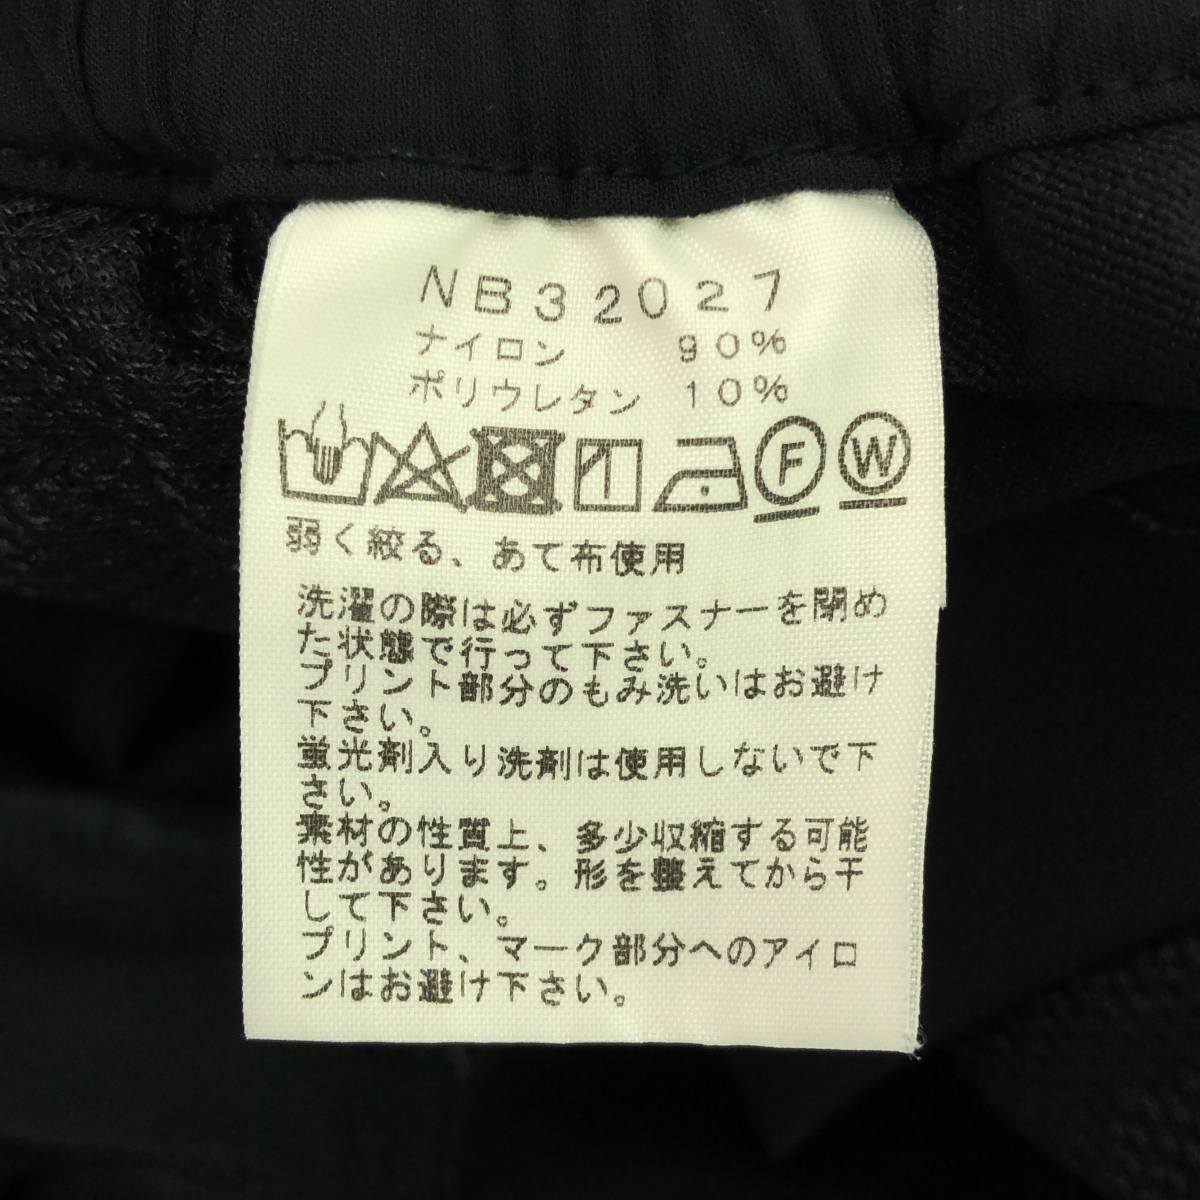 NB32027
ナイロン 90%
ポリウレタン 10%
F W
弱く絞る、あて布使用
洗濯の際は必ずファスナーを閉め
た状態で行って下さい。
プリント部分のもみ洗いはお避け
下さい。
蛍光剤入り洗剤は使用しないで下
さい。
素材の性質上、多少収縮する可能
性があります。形を整えてから干
して下さい。
プリント、マーク部分へのアイロ
ンはお避け下さい。